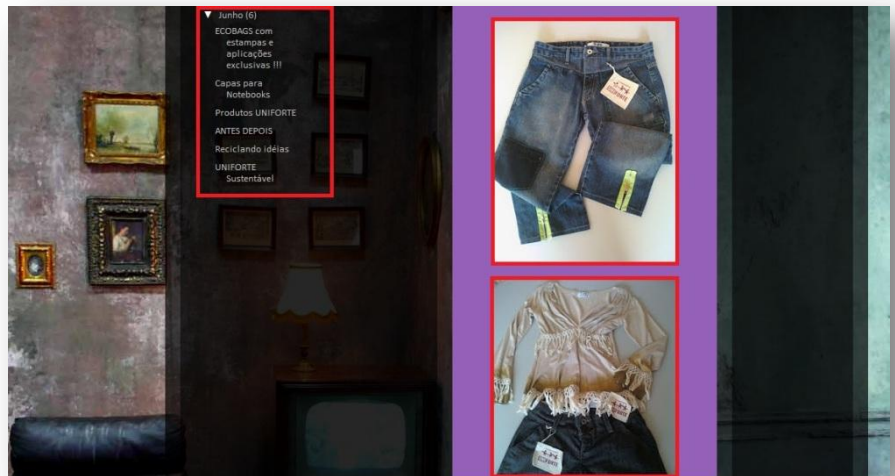 ▼ Junho (6)
ECOBAGS com
estampas e
aplicações
exclusivas !!!
Capas para
Notebooks
Produtos UNIFORTE
ANTES DEPOIS
Reciclando idéias
UNIFORTE
Sustentável